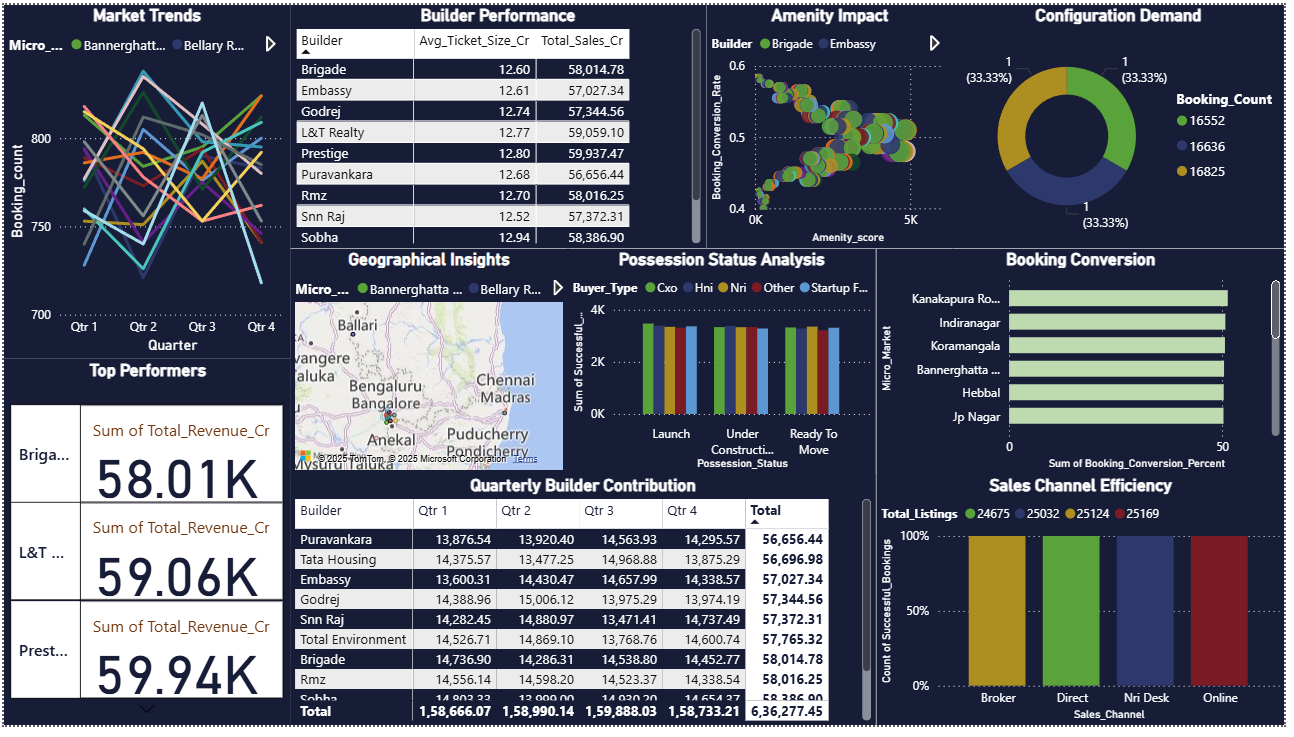 Market Trends
Micro_... Bannerghatt... Bellary R...
Booking_count
800
750
700
Qtr 1 Qtr 2 Qtr 3 Qtr 4
Quarter
Top Performers
Briga...
Sum of Total_Revenue_Cr
58.01K
L&T ...
Sum of Total_Revenue_Cr
59.06K
Prest...
Sum of Total_Revenue_Cr
59.94K
Builder Performance
Builder Avg_Ticket_Size_Cr Total_Sales_Cr
Brigade 12.60 58,014.78
Embassy 12.61 57,027.34
Godrej 12.74 57,344.56
L&T Realty 12.77 59,059.10
Prestige 12.80 59,937.47
Puravankara 12.68 56,656.44
Rmz 12.70 58,016.25
Snn Raj 12.52 57,372.31
Sobha 12.94 58,386.90
Amenity Impact
Builder Brigade Embassy
Booking_Conversion_Rate
0.6
0.5
0.4
0K 5K
Amenity_score
Configuration Demand
1
(33.33%)
1
(33.33%)
1
(33.33%)
Booking_Count
16552
16636
16825
Geographical Insights
Micro_... Bannerghatta ... Bellary R...
Ballari
vangere
Taluka
Bengaluru
Bangalore
Chennai
Madras
Anekal
Puducherry
Pondicherry
Mysuru Taluka
© 2025 TomTom, © 2025 Microsoft Corporation Terms
Possession Status Analysis
Buyer_Type Cxo Hni Nri Other Startup F...
Sum of Successful_...
4K
2K
0K
Launch
Under
Constructi...
Ready To
Move
Possession_Status
Booking Conversion
Micro_Market
Kanakapura Ro...
Indiranagar
Koramangala
Bannerghatta ...
Hebbal
Jp Nagar
0 50
Sum of Booking_Conversion_Percent
Quarterly Builder Contribution
Builder Qtr 1 Qtr 2 Qtr 3 Qtr 4 Total
Puravankara 13,876.54 13,920.40 14,563.93 14,295.57 56,656.44
Tata Housing 14,375.57 13,477.25 14,968.88 13,875.29 56,696.98
Embassy 13,600.31 14,430.47 14,657.99 14,338.57 57,027.34
Godrej 14,388.96 15,006.12 13,975.29 13,974.19 57,344.56
Snn Raj 14,282.45 14,880.97 13,471.41 14,737.49 57,372.31
Total Environment 14,526.71 14,869.10 13,768.76 14,600.74 57,765.32
Brigade 14,736.90 14,286.31 14,538.80 14,452.77 58,014.78
Rmz 14,556.14 14,598.20 14,523.37 14,338.54 58,016.25
Sobha 14,803.33 13,999.00 14,930.20 14,654.37 58,386.90
Total 1,58,666.07 1,58,990.14 1,59,888.03 1,58,733.21 6,36,277.45
Sales Channel Efficiency
Total_Listings 24675 25032 25124 25169
Count of Successful_Bookings
100%
50%
0%
Broker Direct Nri Desk Online
Sales_Channel